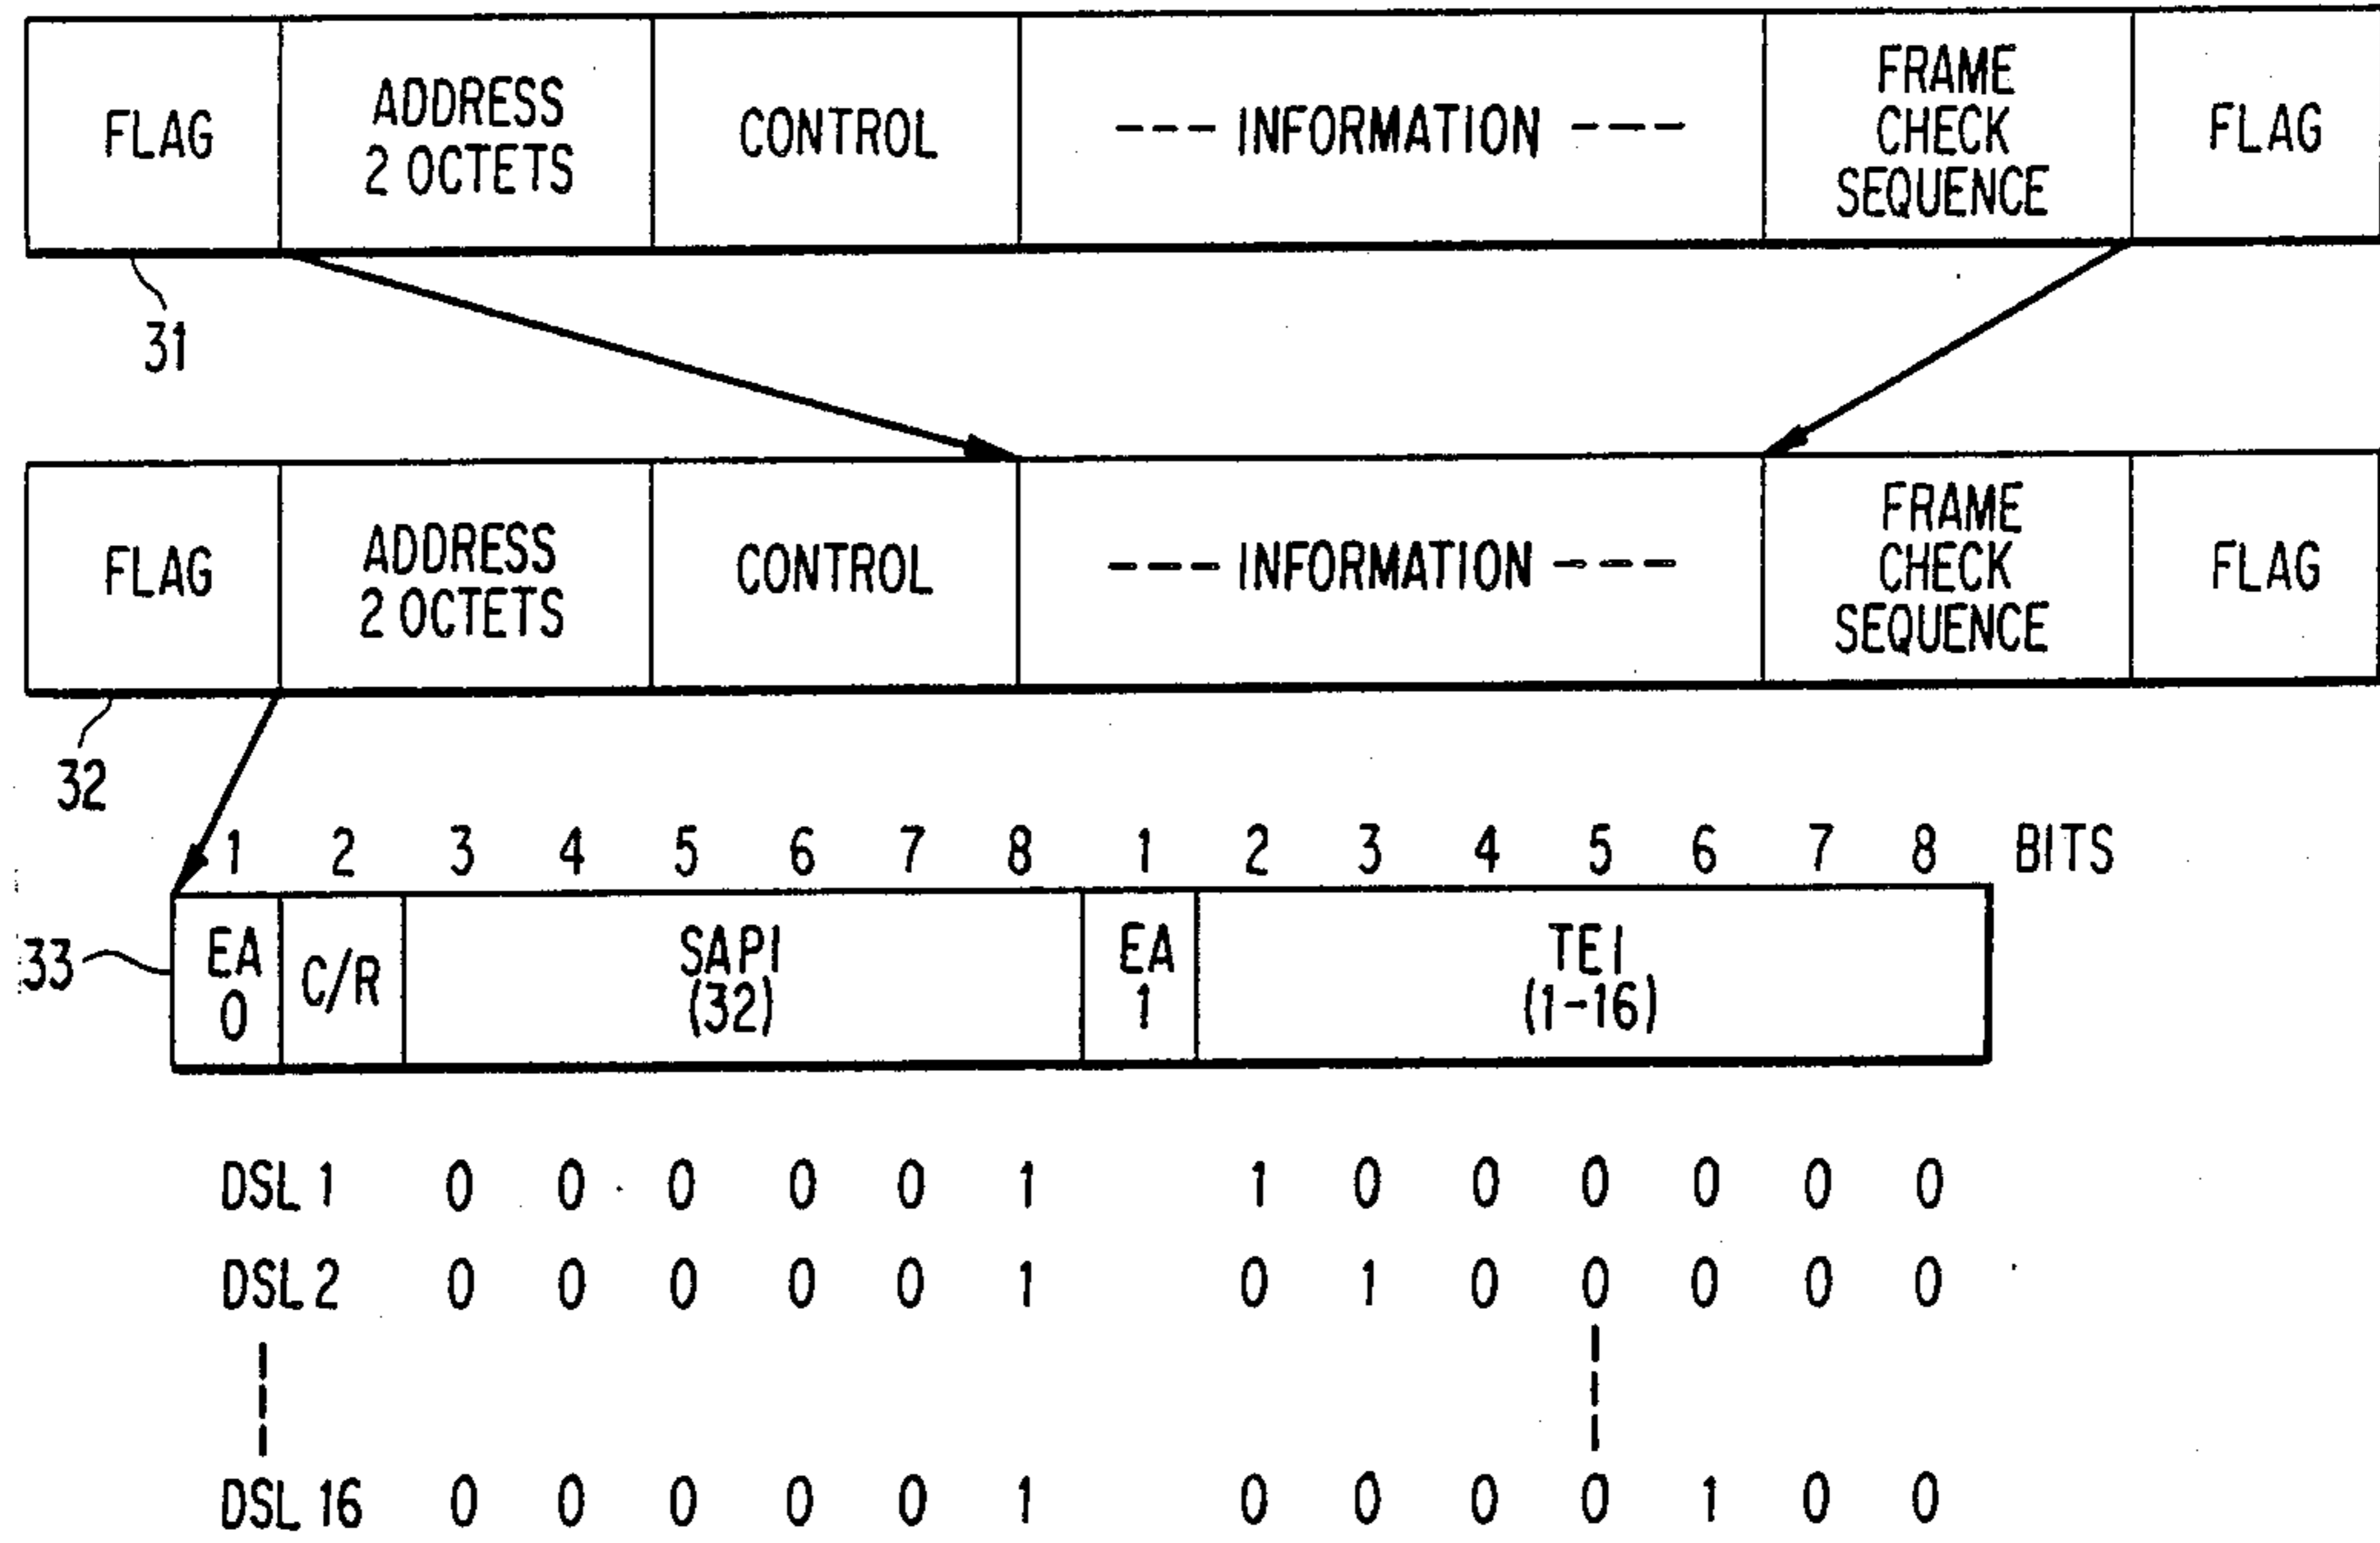 FLAG ADDRESS 2 OCTETS CONTROL --- INFORMATION --- FRAME CHECK SEQUENCE FLAG
31
FLAG ADDRESS 2 OCTETS CONTROL --- INFORMATION --- FRAME CHECK SEQUENCE FLAG
32
1 2 3 4 5 6 7 8 1 2 3 4 5 6 7 8 BITS
33 EA 0 C/R SAPI (32) EA 1 TEI (1-16)
DSL 1 0 0 0 0 0 1 1 0 0 0 0 0 0
DSL 2 0 0 0 0 0 1 0 1 0 0 0 0 0
DSL 16 0 0 0 0 0 1 0 0 0 0 1 0 0